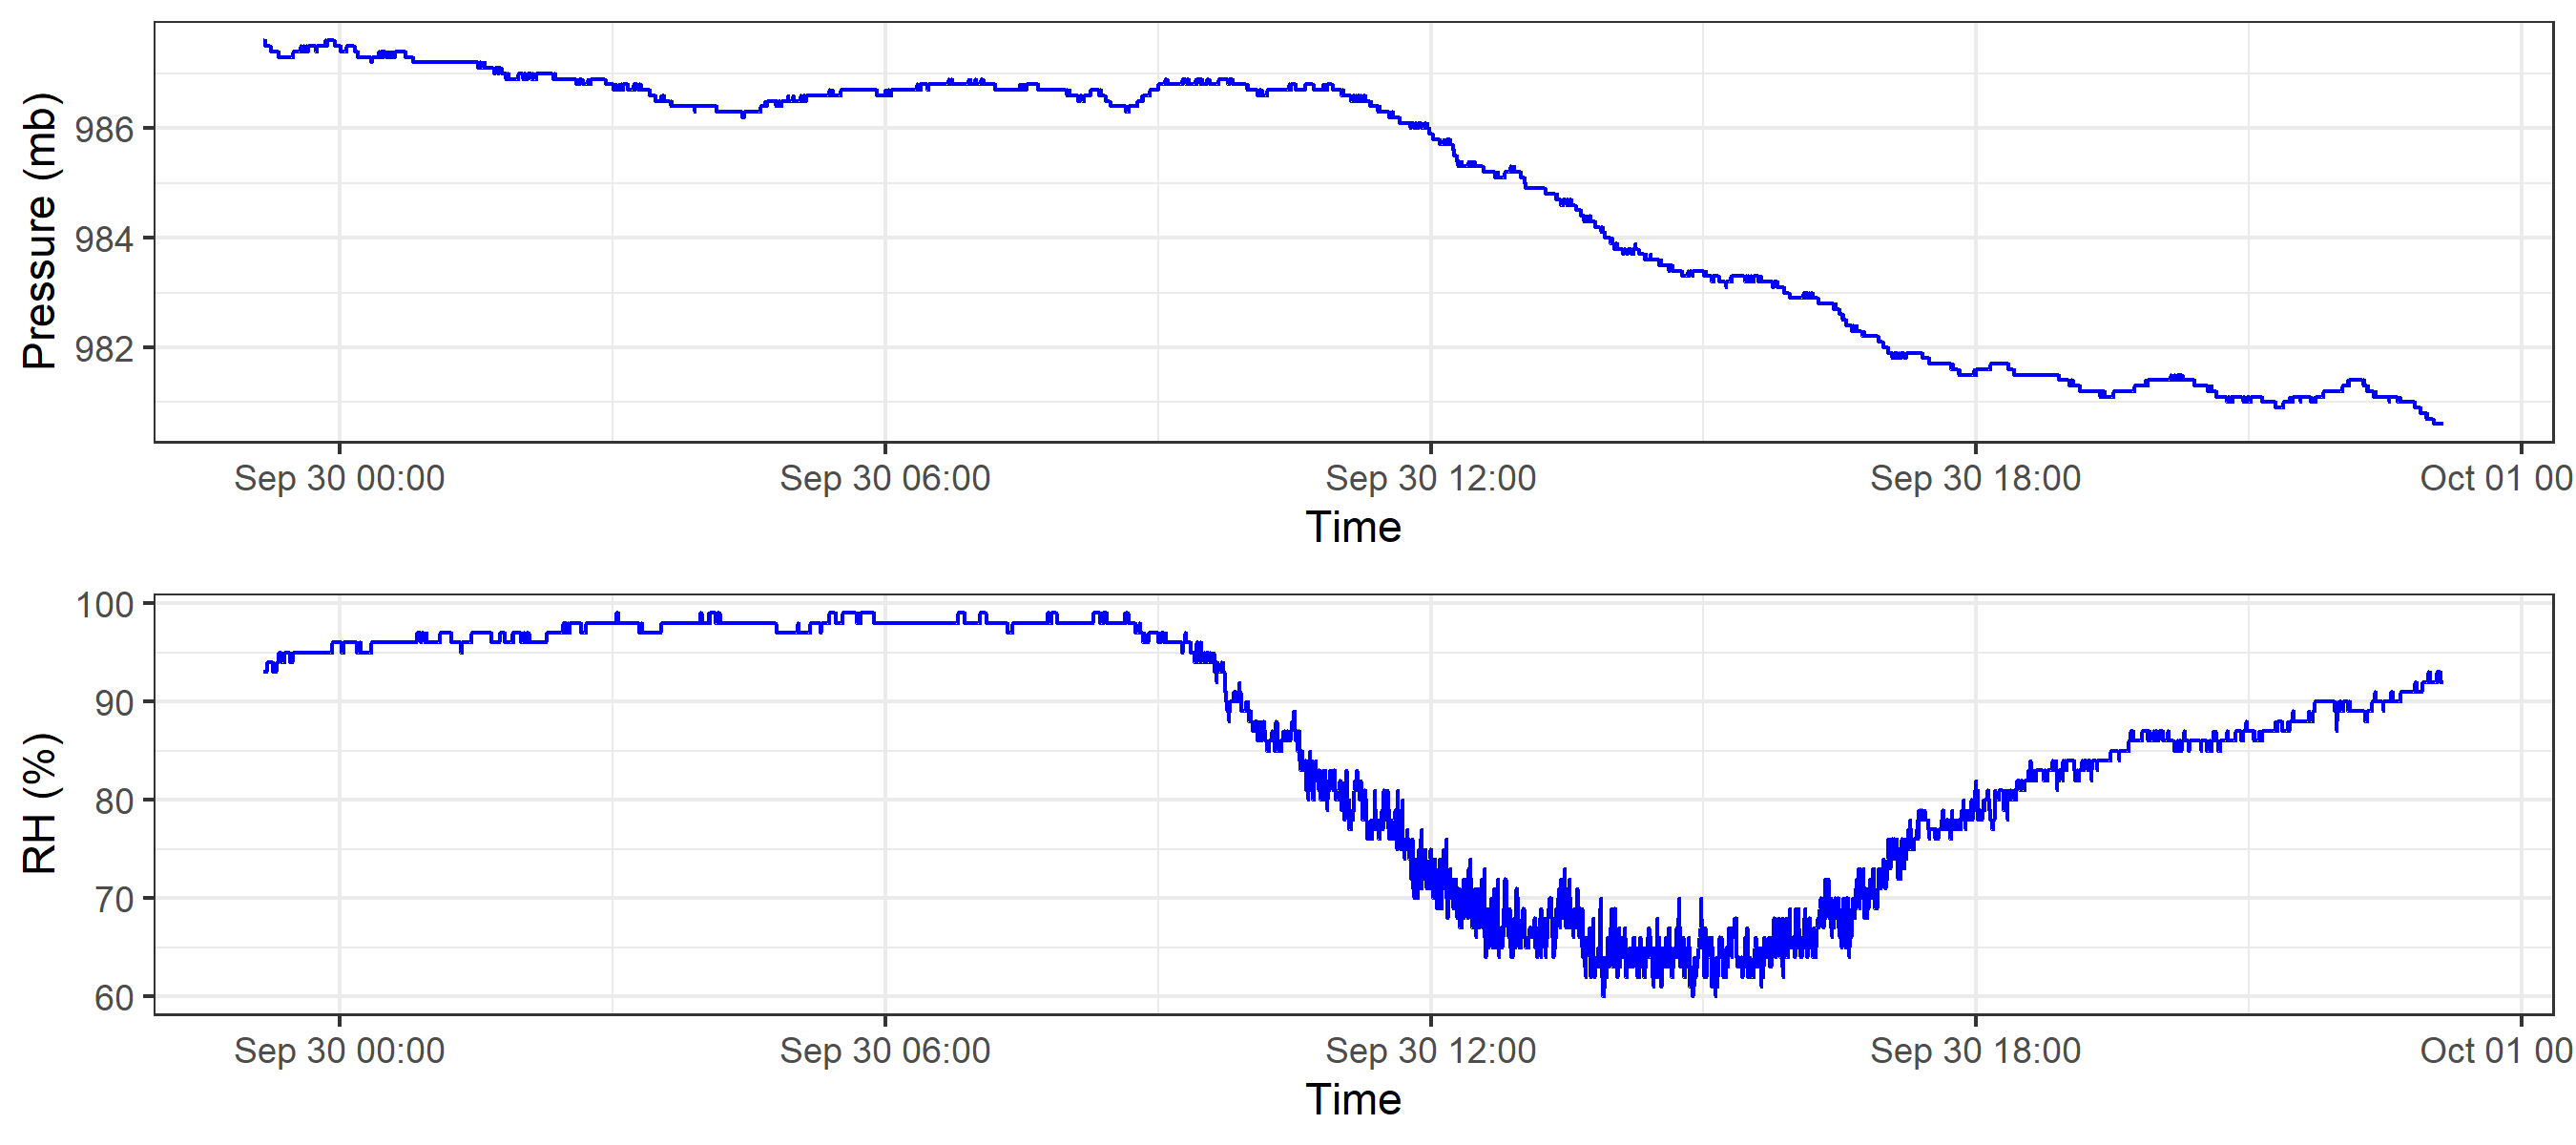 Pressure (mb)
986
984
982
Sep 30 00:00
Sep 30 06:00
Sep 30 12:00
Sep 30 18:00
Oct 01 00
Time
RH (%)
100
90
80
70
60
Sep 30 00:00
Sep 30 06:00
Sep 30 12:00
Sep 30 18:00
Oct 01 00
Time